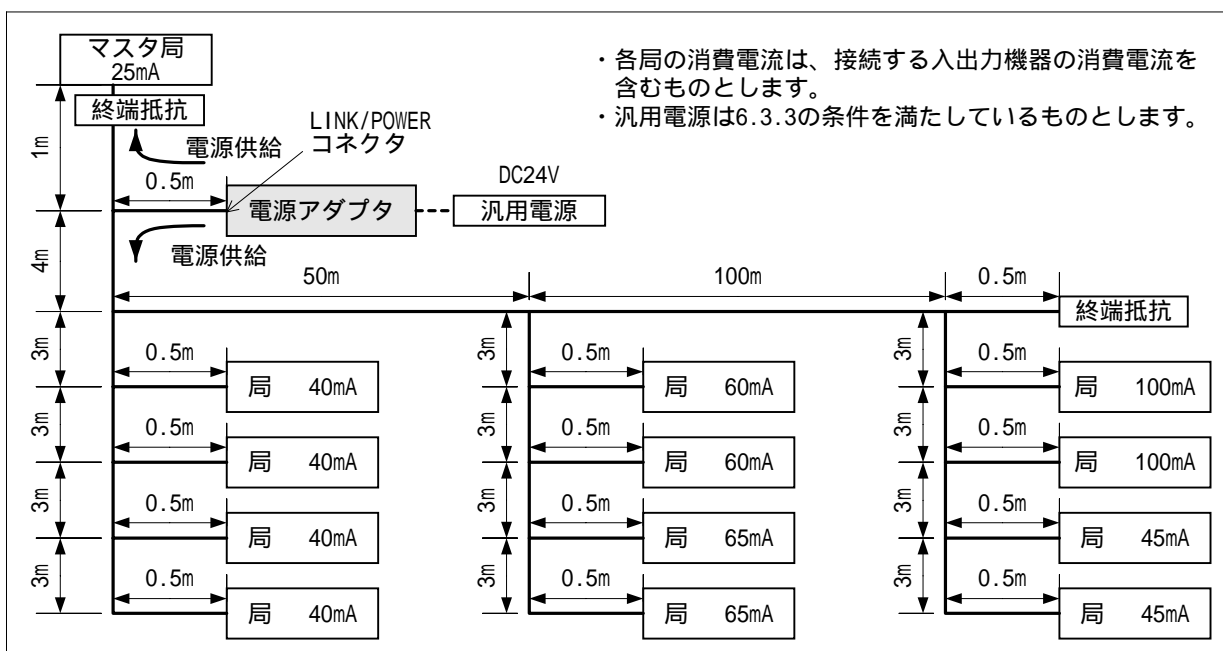 マスタ局
25mA
終端抵抗
・各局の消費電流は、接続する入出力機器の消費電流を
含むものとします。
・汎用電源は6.3.3の条件を満たしているものとします。
1m
電源供給
LINK/POWER
コネクタ
0.5m
電源アダプタ
DC24V
汎用電源
電源供給
4m
50m
100m
0.5m
終端抵抗
3m
0.5m
局 40mA
3m
0.5m
局 60mA
3m
0.5m
局 100mA
3m
0.5m
局 40mA
3m
0.5m
局 60mA
3m
0.5m
局 100mA
3m
0.5m
局 40mA
3m
0.5m
局 65mA
3m
0.5m
局 45mA
3m
0.5m
局 40mA
3m
0.5m
局 65mA
3m
0.5m
局 45mA